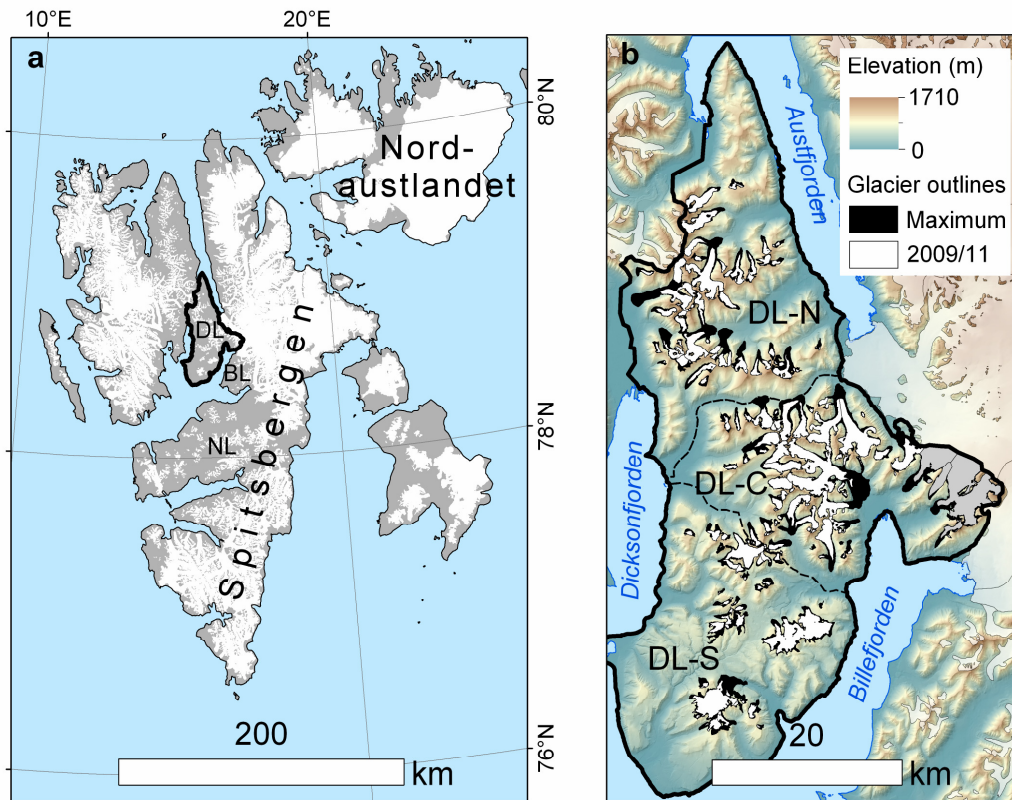 10°E
20°E
a
80°N
Nord-
austlandet
DL
BL
Spitsbergen
78°N
NL
200
km
76°N
b
Elevation (m)
1710
0
Glacier outlines
Maximum
2009/11
Austfjorden
DL-N
DL-C
Dicksonfjorden
DL-S
Billefjorden
20
km